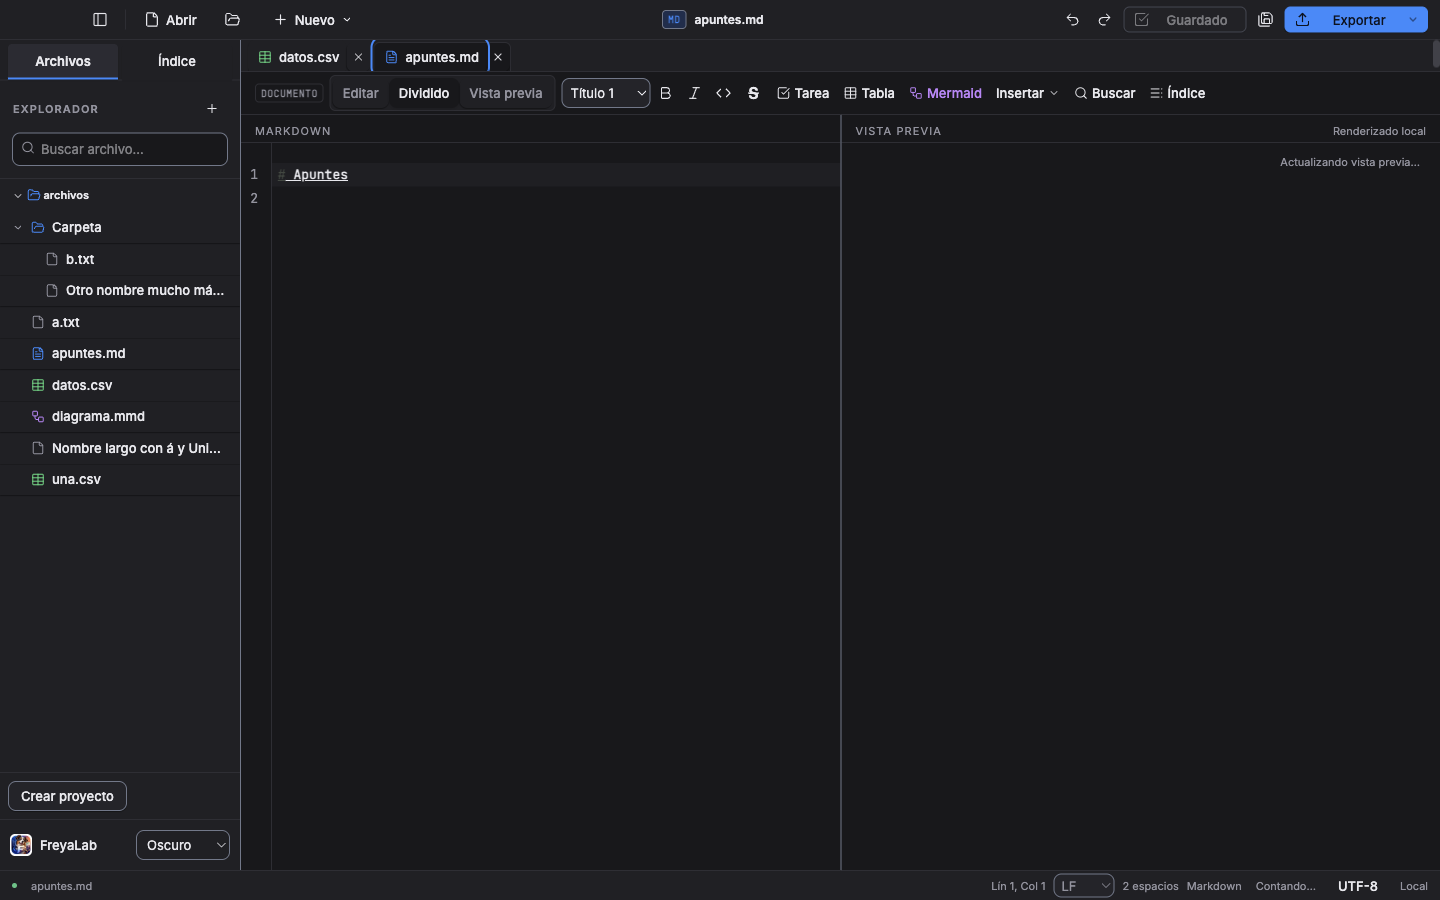 Abrir
Nuevo
MD apuntes.md
Guardado
Exportar
Archivos
Índice
datos.csv
apuntes.md
EXPLORADOR
DOCUMENTO
Editar
Dividido
Vista previa
Título 1
B
I
S
Tarea
Tabla
Mermaid
Insertar
Buscar
Índice
Buscar archivo...
MARKDOWN
VISTA PREVIA
Renderizado local
Actualizando vista previa...
1 # Apuntes
2
archivos
Carpeta
b.txt
Otro nombre mucho má...
a.txt
apuntes.md
datos.csv
diagrama.mmd
Nombre largo con á y Uni...
una.csv
Crear proyecto
FreyaLab
Oscuro
apuntes.md
Lín 1, Col 1
LF
2 espacios
Markdown
Contando...
UTF-8
Local